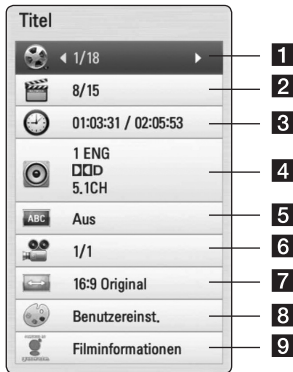 Titel
1/18 1
8/15 2
01:03:31 / 02:05:53 3
1 ENG
D
5.1CH 4
ABC Aus 5
1/1 6
16:9 Original 7
Benutzereinst. 8
Filminformationen 9